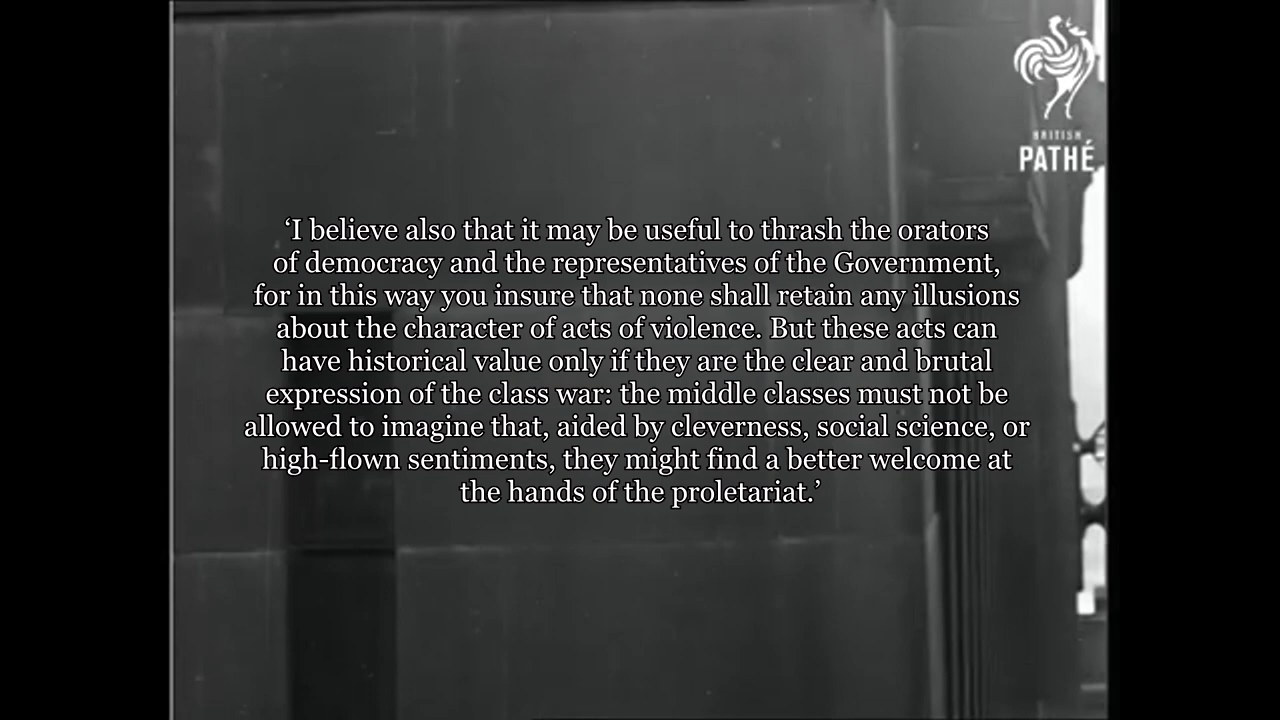 BRITISH
PATHÉ
‘I believe also that it may be useful to thrash the orators
of democracy and the representatives of the Government,
for in this way you insure that none shall retain any illusions
about the character of acts of violence. But these acts can
have historical value only if they are the clear and brutal
expression of the class war: the middle classes must not be
allowed to imagine that, aided by cleverness, social science, or
high-flown sentiments, they might find a better welcome at
the hands of the proletariat.’